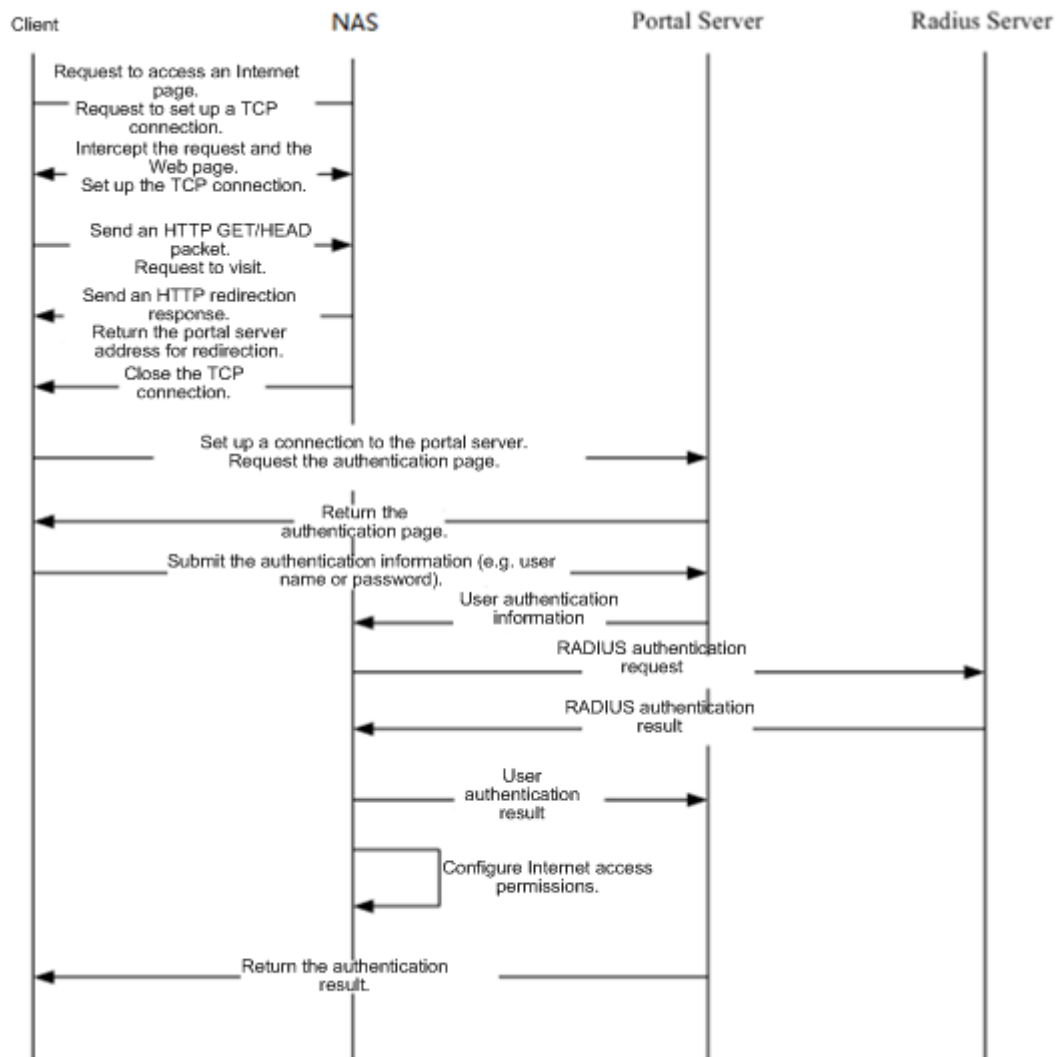 Client
NAS
Portal Server
Radius Server
Request to access an Internet
page.
Request to set up a TCP
connection.
Intercept the request and the
Web page.
Set up the TCP connection.
Send an HTTP GET/HEAD
packet.
Request to visit.
Send an HTTP redirection
response.
Return the portal server
address for redirection.
Close the TCP
connection.
Set up a connection to the portal server.
Request the authentication page.
Return the
authentication page.
Submit the authentication information (e.g. user
name or password).
User authentication
information
RADIUS authentication
request
RADIUS authentication
result
User
authentication
result
Configure Internet access
permissions.
Return the authentication
result.